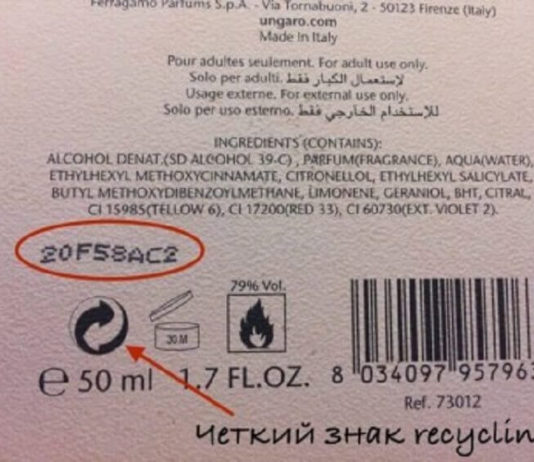 Ferragamo Parfums S.p.A. - Via Tornabuoni, 2 - 50123 Firenze (Italy)
ungaro.com
Made in Italy
Pour adultes seulement. For adult use only.
Solo per adulti. لإستعمال الكبار فقط
Usage externe. For external use only.
Solo per uso esterno. للاستخدام الخارجي فقط
INGREDIENTS (CONTAINS):
ALCOHOL DENAT.(SD ALCOHOL 39-C) , PARFUM(FRAGRANCE), AQUA(WATER),
ETHYLHEXYL METHOXYCINNAMATE, CITRONELLOL, ETHYLHEXYL SALICYLATE,
BUTYL METHOXYDIBENZOYLMETHANE, LIMONENE, GERANIOL, BHT, CITRAL,
CI 15985(YELLOW 6), CI 17200(RED 33), CI 60730(EXT. VIOLET 2).
20F58AC2
79% Vol.
30 M
℮ 50 ml 1.7 FL.OZ. 8 034097 957963
Ref. 73012
Четкий знак recyclin